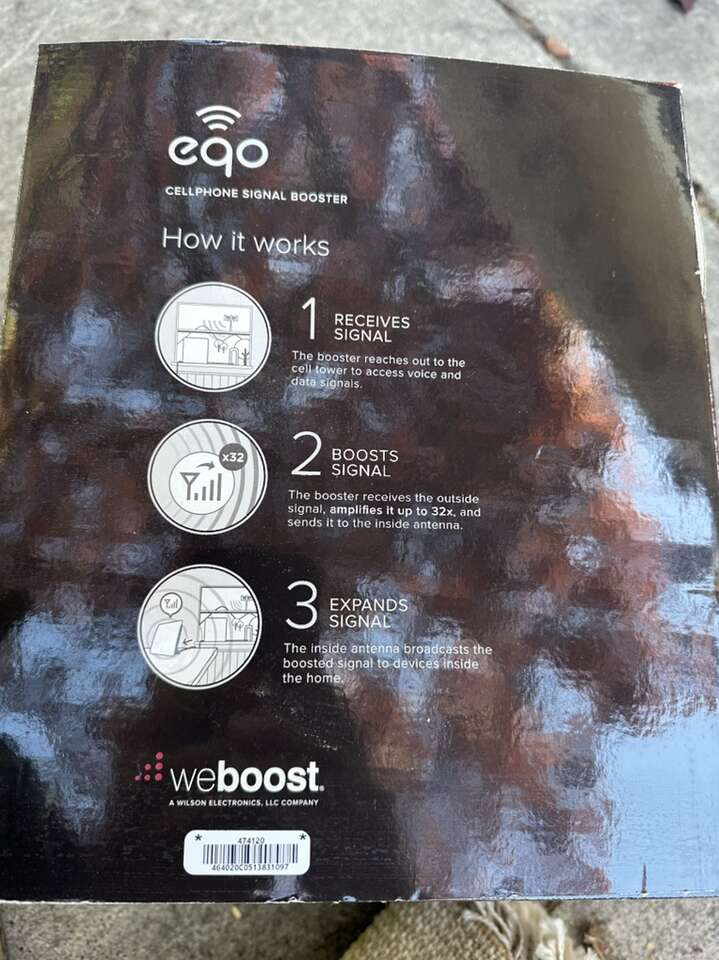 eqo
CELLPHONE SIGNAL BOOSTER
How it works
1 RECEIVES
SIGNAL
The booster reaches out to the
cell tower to access voice and
data signals.
x32
2 BOOSTS
SIGNAL
The booster receives the outside
signal, amplifies it up to 32x, and
sends it to the inside antenna.
3 EXPANDS
SIGNAL
The inside antenna broadcasts the
boosted signal to devices inside
the home.
weboost.
A WILSON ELECTRONICS, LLC COMPANY
* 474120 *
464020C0513831097